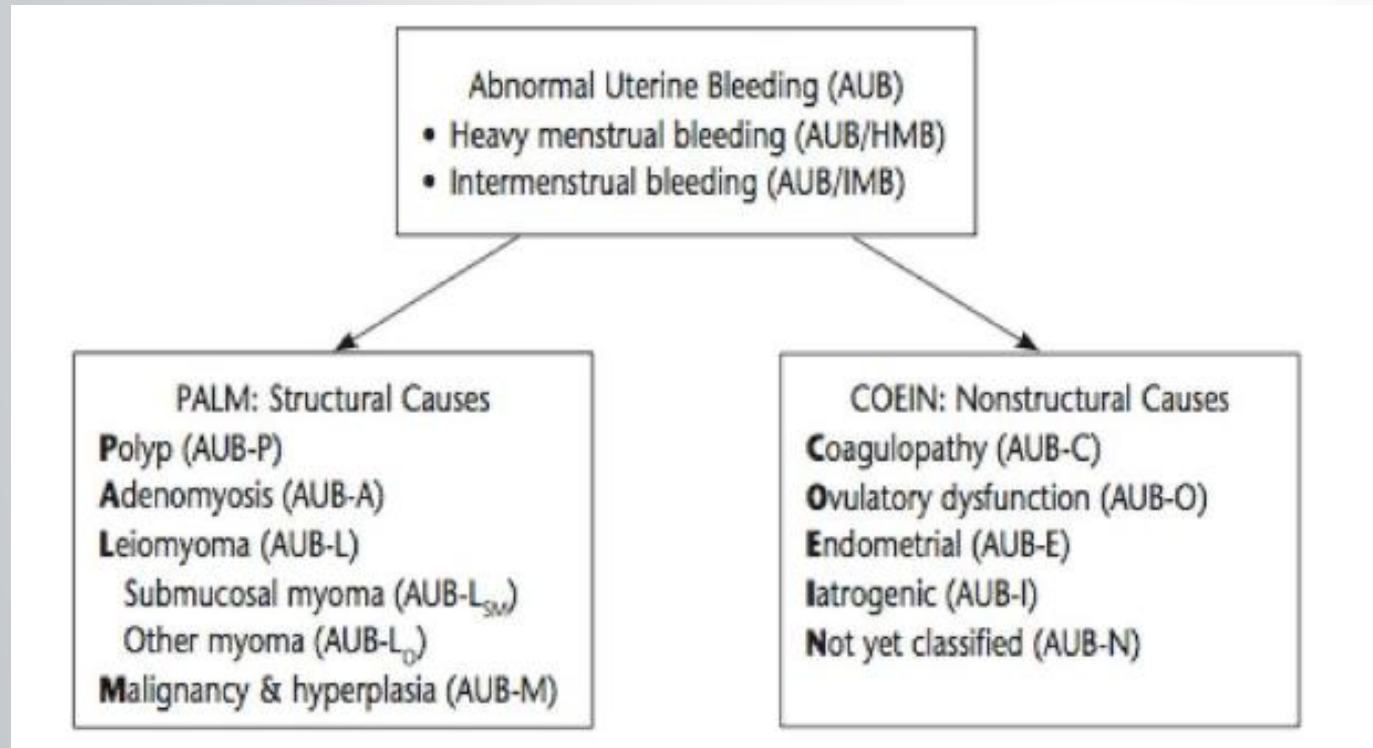 Abnormal Uterine Bleeding (AUB)
• Heavy menstrual bleeding (AUB/HMB)
• Intermenstrual bleeding (AUB/IMB)
PALM: Structural Causes
Polyp (AUB-P)
Adenomyosis (AUB-A)
Leiomyoma (AUB-L)
Submucosal myoma (AUB-L_SM)
Other myoma (AUB-L_O)
Malignancy & hyperplasia (AUB-M)
COEIN: Nonstructural Causes
Coagulopathy (AUB-C)
Ovulatory dysfunction (AUB-O)
Endometrial (AUB-E)
Iatrogenic (AUB-I)
Not yet classified (AUB-N)